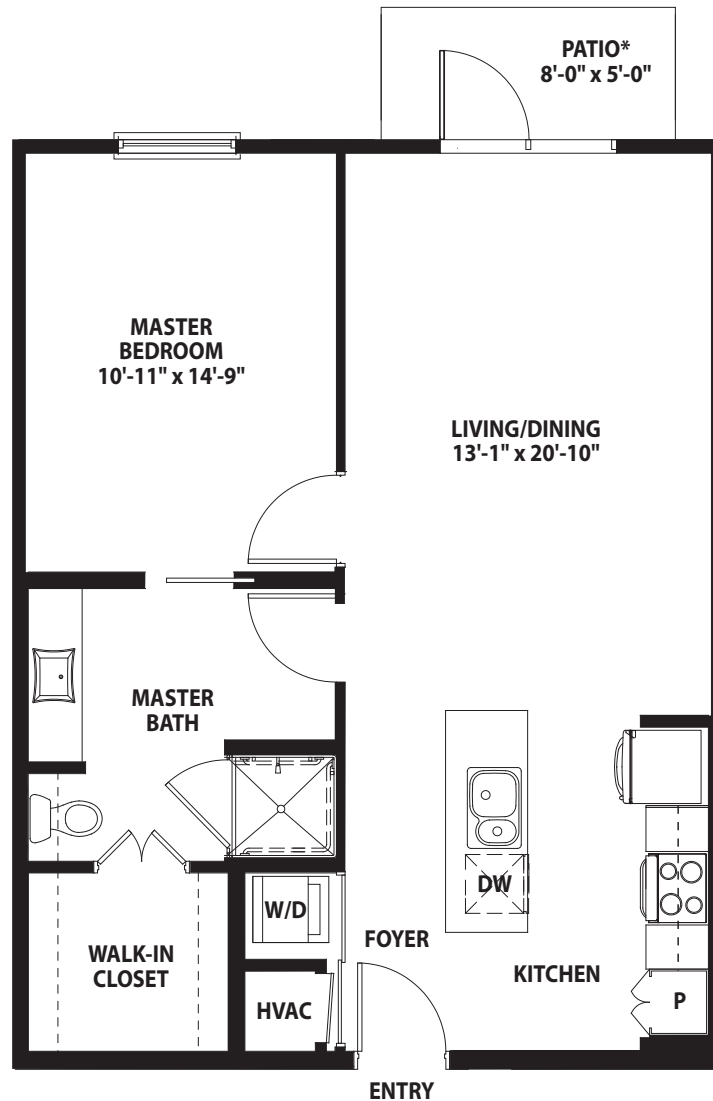 PATIO*
8'-0" x 5'-0"
MASTER
BEDROOM
10'-11" x 14'-9"
LIVING/DINING
13'-1" x 20'-10"
MASTER
BATH
DW
W/D
FOYER
WALK-IN
CLOSET
KITCHEN
HVAC
P
ENTRY